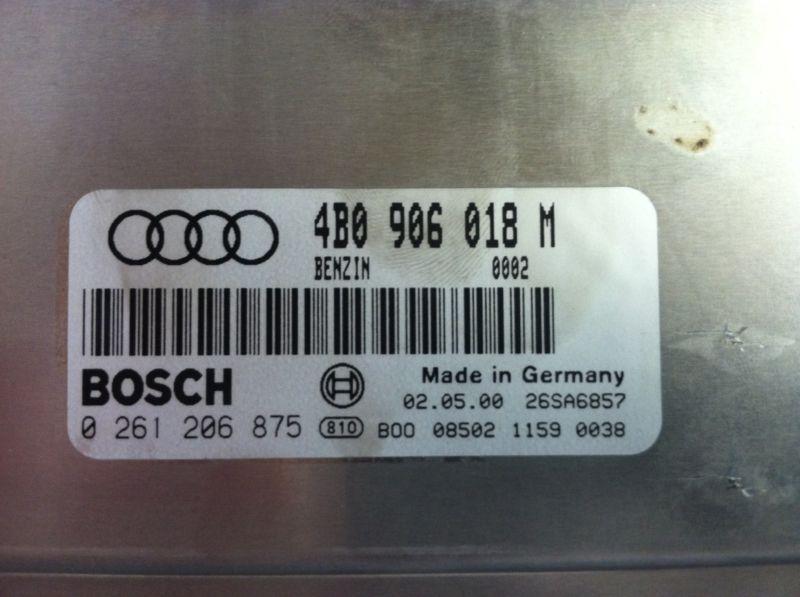 4B0 906 018 M
BENZIN 0002
BOSCH
Made in Germany
02.05.00 26SA6857
0 261 206 875 810 B00 08502 1159 0038